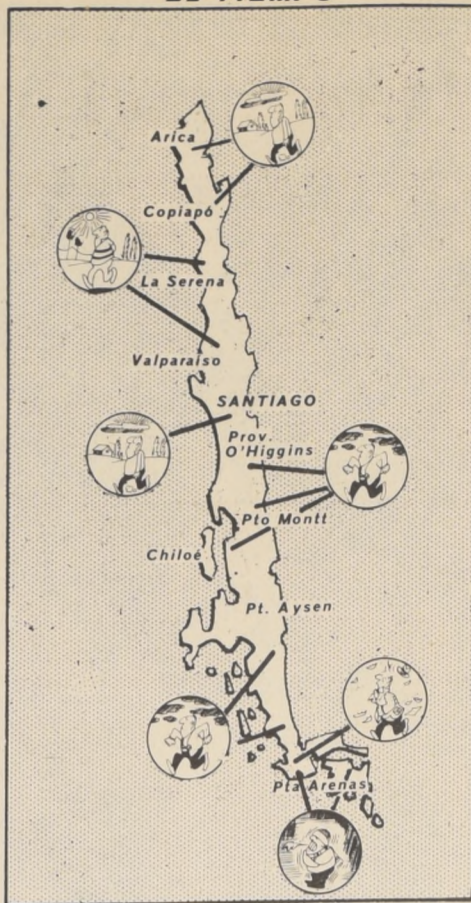 Arica
Copiapó
La Serena
Valparaiso
SANTIAGO
Prov.
O'Higgins
Pto Montt
Chiloé
Pt. Aysen
Pta Arenas